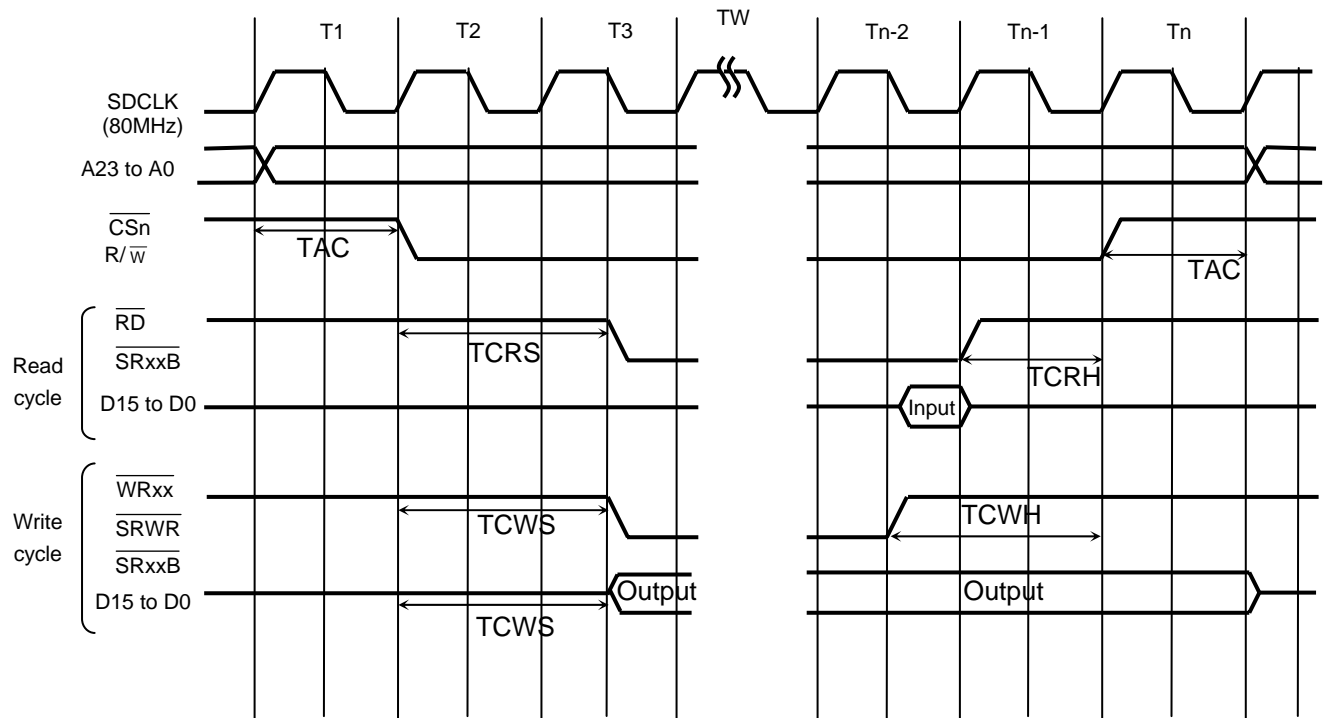 T1 T2 T3 TW Tn-2 Tn-1 Tn
SDCLK
(80MHz)
A23 to A0
CSn
R/W
TAC TAC
Read
cycle
RD
SRxxB
TCRS TCRH
D15 to D0
Input
Write
cycle
WRxx
SRWR
SRxxB
TCWS TCWH
D15 to D0
Output Output
TCWS